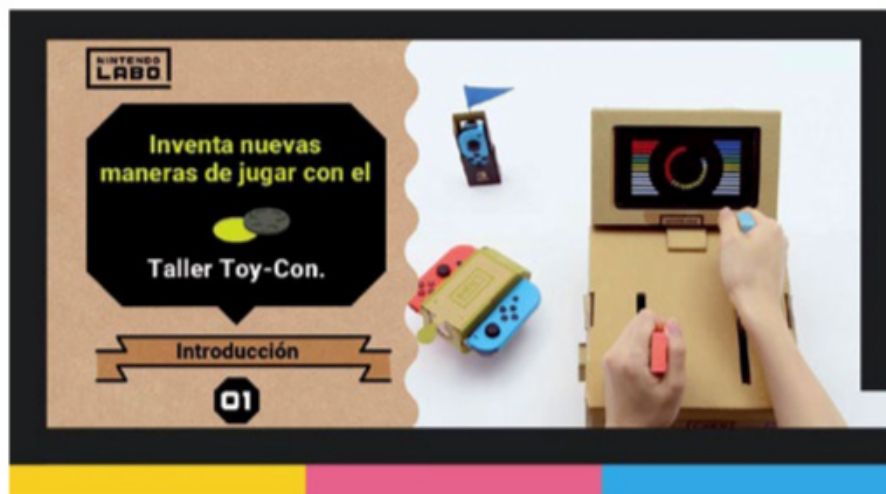 NINTENDO
LABO
Inventa nuevas
maneras de jugar con el
Taller Toy-Con.
Introducción
01